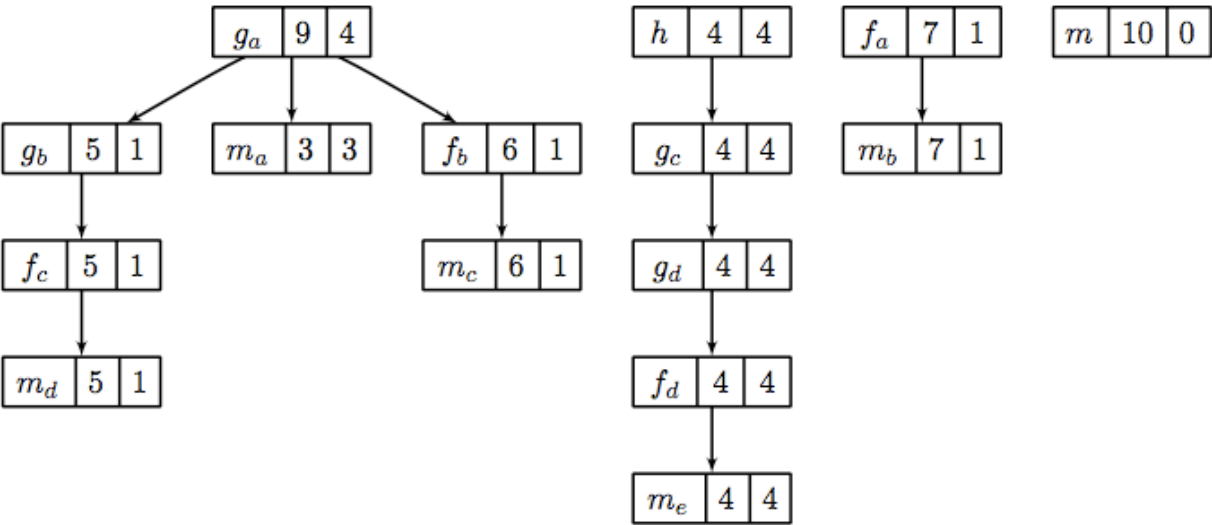 g_a 9 4 h 4 4 f_a 7 1 m 10 0
g_b 5 1 m_a 3 3 f_b 6 1 g_c 4 4 m_b 7 1
f_c 5 1 m_c 6 1 g_d 4 4
m_d 5 1 f_d 4 4
m_e 4 4